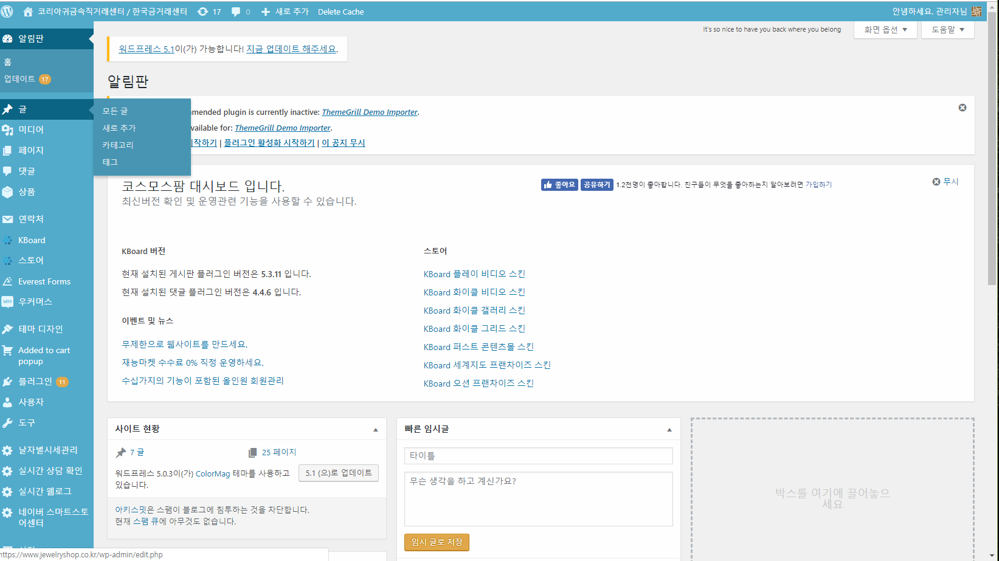 코리아귀금속직거래센터 / 한국금거래센터 17 0 새로 추가 Delete Cache 안녕하세요. 관리자님
알림판
홈
업데이트 17
글
미디어
페이지
댓글
상품
연락처
KBoard
스토어
Everest Forms
우커머스
테마 디자인
Added to cart
popup
플러그인 11
사용자
도구
날자별시세관리
실시간 상담 확인
실시간 웹로그
네이버 스마트스토
어센터
모든 글
새로 추가
카테고리
태그
It's so nice to have you back where you belong
화면 옵션 ▼
도움말 ▼
워드프레스 5.1이(가) 가능합니다! 지금 업데이트 해주세요.
알림판
plugin is currently inactive: ThemeGrill Demo Importer.
for: ThemeGrill Demo Importer.
| 플러그인 활성화 시작하기 | 이 공지 무시
코스모스팜 대시보드 입니다.
최신버전 확인 및 운영관련 기능을 사용할 수 있습니다.
좋아요 공유하기 1.2천명이 좋아합니다. 친구들이 무엇을 좋아하는지 알아보려면 가입하기
무시
KBoard 버전
현재 설치된 게시판 플러그인 버전은 5.3.11 입니다.
현재 설치된 댓글 플러그인 버전은 4.4.6 입니다.
이벤트 및 뉴스
무제한으로 웹사이트를 만드세요.
재능마켓 수수료 0% 직정 운영하세요.
수십가지의 기능이 포함된 올인원 회원관리
스토어
KBoard 플레이 비디오 스킨
KBoard 화이클 비디오 스킨
KBoard 화이클 갤러리 스킨
KBoard 화이클 그리드 스킨
KBoard 퍼스트 콘텐츠몰 스킨
KBoard 세계지도 프랜차이즈 스킨
KBoard 오션 프랜차이즈 스킨
사이트 현황
7 글
25 페이지
워드프레스 5.0.3이(가) ColorMag 테마를 사용하고
있습니다.
5.1 (으)로 업데이트
아키스밋은 스팸이 블로그에 침투하는 것을 차단합니다.
현재 스팸 큐에 아무것도 없습니다.
빠른 임시글
타이틀
무슨 생각을 하고 계신가요?
임시 글로 저장
박스를 여기에 끌어놓으
세요
https://www.jewelryshop.co.kr/wp-admin/edit.php